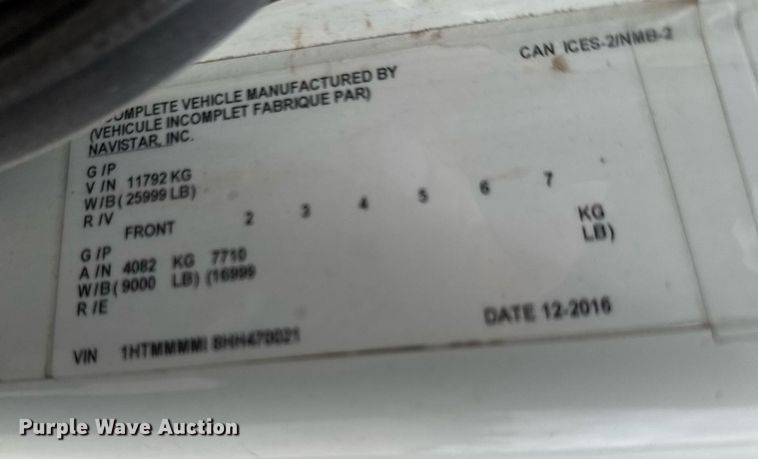 CAN ICES-2/NMB-2
COMPLETE VEHICLE MANUFACTURED BY
(VEHICULE INCOMPLET FABRIQUE PAR)
NAVISTAR, INC.
G /P
V /N 11792 KG
W/B ( 25999 LB)
R /V
FRONT 2 3 4 5 6 7
G /P
A /N 4082 KG 7710 KG
W/B ( 9000 LB) (16999 LB)
R /E
DATE 12-2016
VIN
Purple Wave Auction